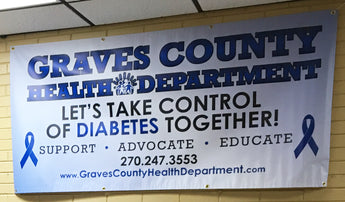 GRAVES COUNTY
HEALTH DEPARTMENT
LET'S TAKE CONTROL
OF DIABETES TOGETHER!
SUPPORT • ADVOCATE • EDUCATE
270.247.3553
www.GravesCountyHealthDepartment.com